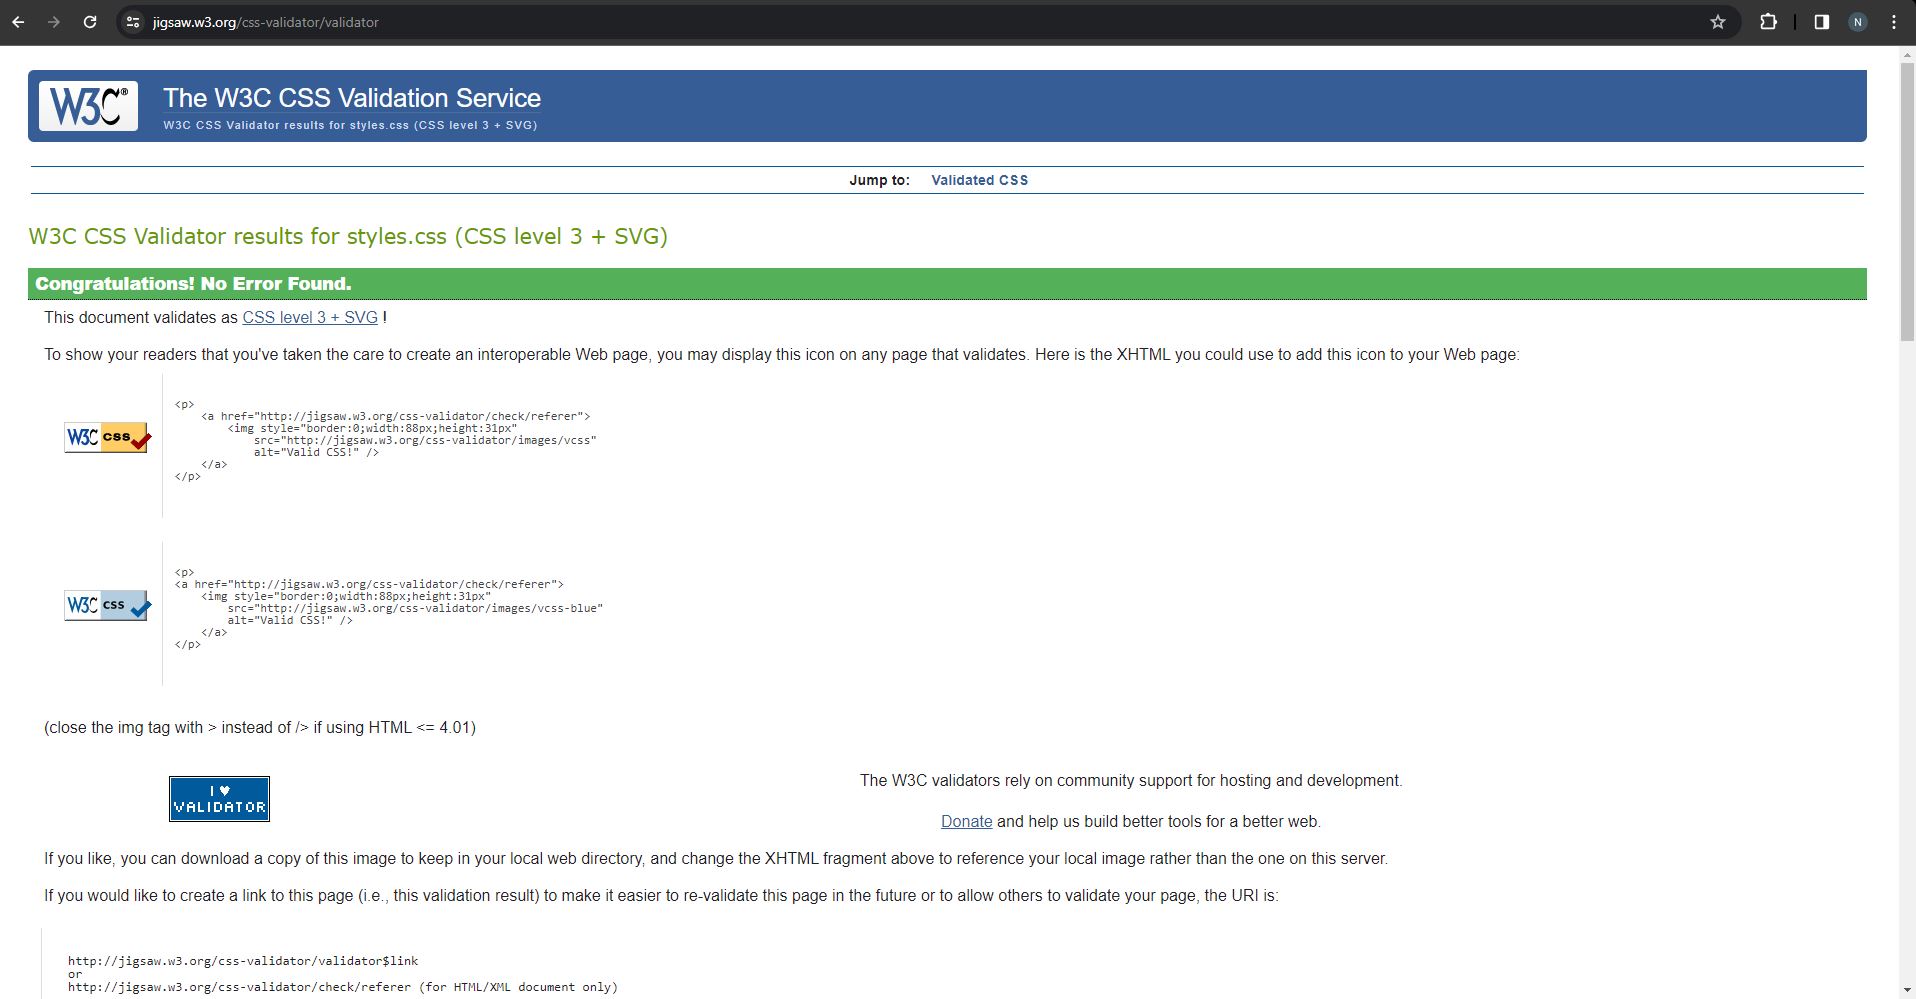 jigsaw.w3.org/css-validator/validator
N
W3C®
The W3C CSS Validation Service
W3C CSS Validator results for styles.css (CSS level 3 + SVG)
Jump to: Validated CSS
W3C CSS Validator results for styles.css (CSS level 3 + SVG)
Congratulations! No Error Found.
This document validates as CSS level 3 + SVG !
To show your readers that you've taken the care to create an interoperable Web page, you may display this icon on any page that validates. Here is the XHTML you could use to add this icon to your Web page:
W3C css
<p>
<a href="http://jigsaw.w3.org/css-validator/check/referer">
<img style="border:0;width:88px;height:31px"
src="http://jigsaw.w3.org/css-validator/images/vcss"
alt="Valid CSS!" />
</a>
</p>
W3C css
<p>
<a href="http://jigsaw.w3.org/css-validator/check/referer">
<img style="border:0;width:88px;height:31px"
src="http://jigsaw.w3.org/css-validator/images/vcss-blue"
alt="Valid CSS!" />
</a>
</p>
(close the img tag with > instead of /> if using HTML <= 4.01)
I ♥
VALIDATOR
The W3C validators rely on community support for hosting and development.
Donate and help us build better tools for a better web.
If you like, you can download a copy of this image to keep in your local web directory, and change the XHTML fragment above to reference your local image rather than the one on this server.
If you would like to create a link to this page (i.e., this validation result) to make it easier to re-validate this page in the future or to allow others to validate your page, the URI is:
http://jigsaw.w3.org/css-validator/validator$link
or
http://jigsaw.w3.org/css-validator/check/referer (for HTML/XML document only)